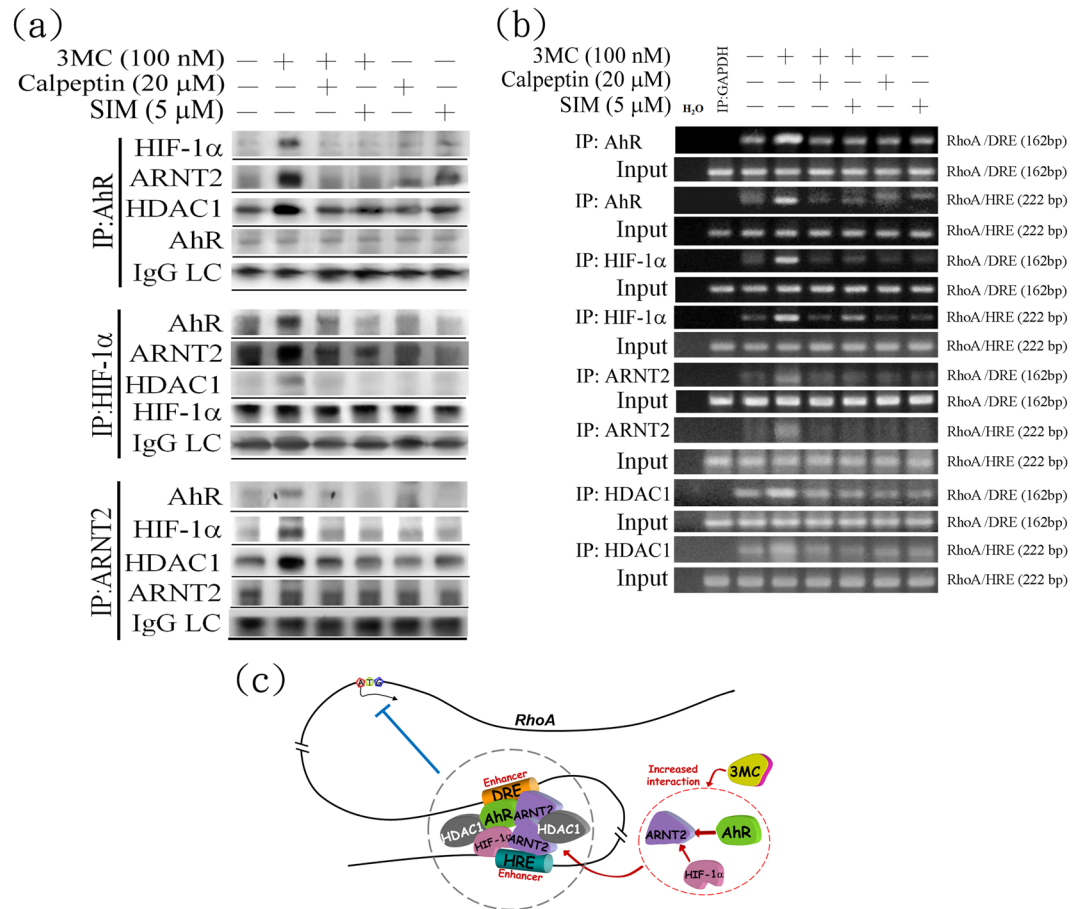 (a)
3MC (100 nM) — + + + — —
Calpeptin (20 μM) — — + — + —
SIM (5 μM) — — — + — +
IP:AhR
HIF-1α
ARNT2
HDAC1
AhR
IgG LC
IP:HIF-1α
AhR
ARNT2
HDAC1
HIF-1α
IgG LC
IP:ARNT2
AhR
HIF-1α
HDAC1
ARNT2
IgG LC
(b)
3MC (100 nM) — + + + — —
Calpeptin (20 μM) — — + — + —
SIM (5 μM) — — — + — +
H₂O
IP:GAPDH
IP: AhR RhoA /DRE (162bp)
Input RhoA /DRE (162bp)
IP: AhR RhoA/HRE (222 bp)
Input RhoA/HRE (222 bp)
IP: HIF-1α RhoA /DRE (162bp)
Input RhoA /DRE (162bp)
IP: HIF-1α RhoA/HRE (222 bp)
Input RhoA/HRE (222 bp)
IP: ARNT2 RhoA /DRE (162bp)
Input RhoA /DRE (162bp)
IP: ARNT2 RhoA/HRE (222 bp)
Input RhoA/HRE (222 bp)
IP: HDAC1 RhoA /DRE (162bp)
Input RhoA /DRE (162bp)
IP: HDAC1 RhoA/HRE (222 bp)
Input RhoA/HRE (222 bp)
(c)
A T G
RhoA
Enhancer
DRE
AhR ARNT2
HDAC1 HDAC1
HIF-1α ARNT2
HRE
Enhancer
Increased
interaction
3MC
ARNT2
AhR
HIF-1α